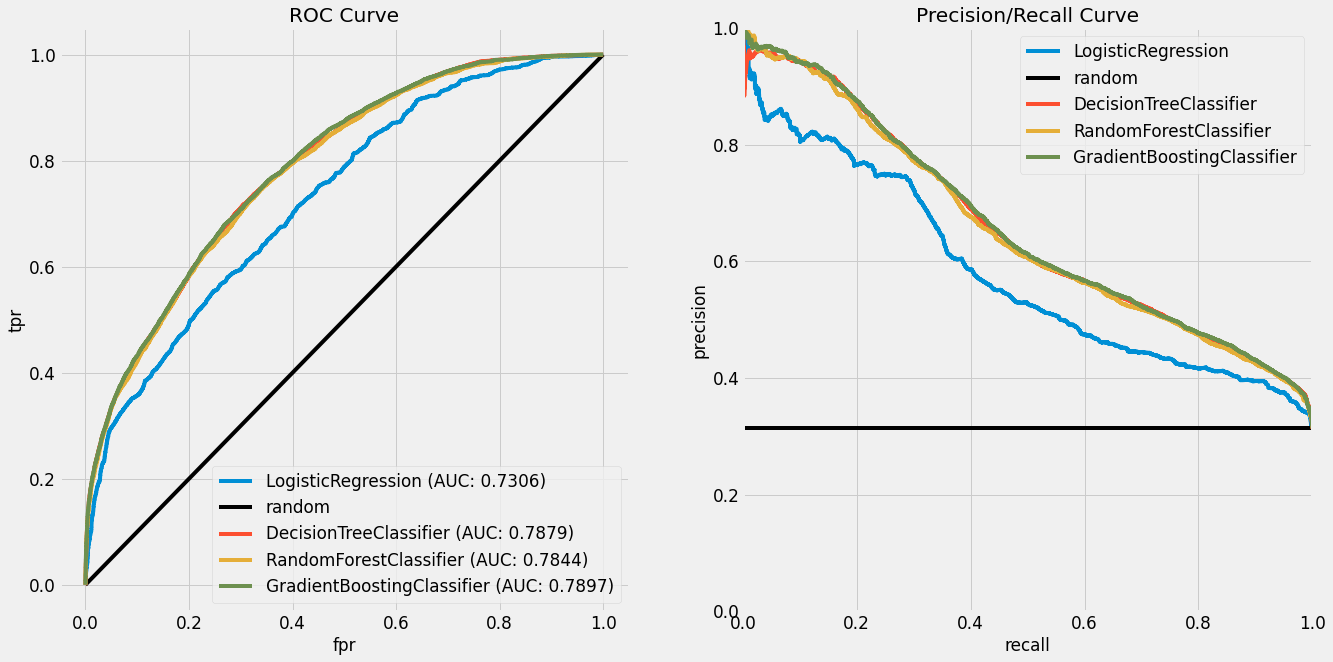 ROC Curve
1.0
0.8
0.6
0.4
0.2
0.0
tpr
LogisticRegression (AUC: 0.7306)
random
DecisionTreeClassifier (AUC: 0.7879)
RandomForestClassifier (AUC: 0.7844)
GradientBoostingClassifier (AUC: 0.7897)
0.0 0.2 0.4 0.6 0.8 1.0
fpr
Precision/Recall Curve
1.0
0.8
0.6
0.4
0.2
0.0
precision
LogisticRegression
random
DecisionTreeClassifier
RandomForestClassifier
GradientBoostingClassifier
0.0 0.2 0.4 0.6 0.8 1.0
recall